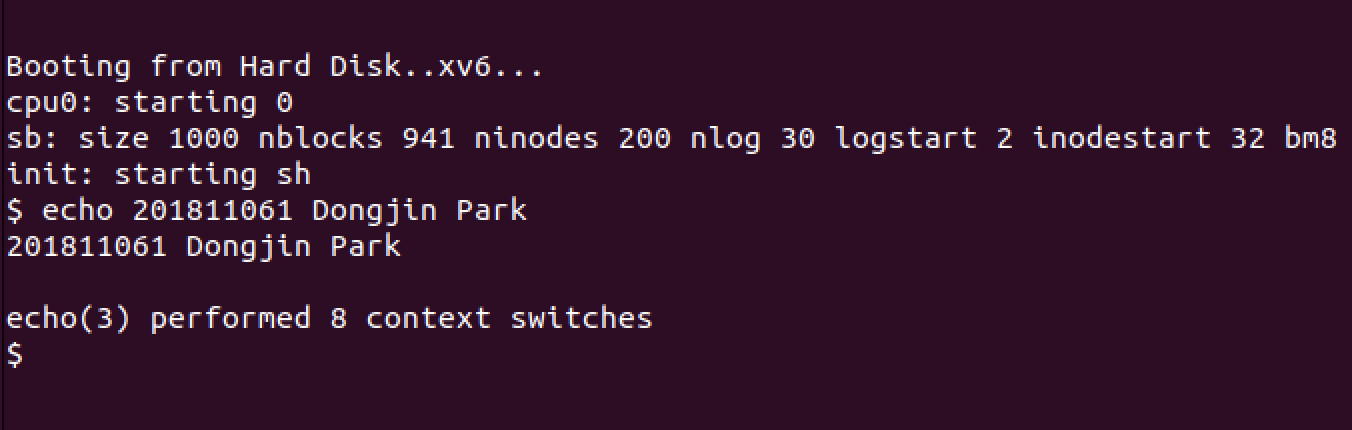 Booting from Hard Disk..xv6...
cpu0: starting 0
sb: size 1000 nblocks 941 ninodes 200 nlog 30 logstart 2 inodestart 32 bm8
init: starting sh
$ echo 201811061 Dongjin Park
201811061 Dongjin Park
echo(3) performed 8 context switches
$